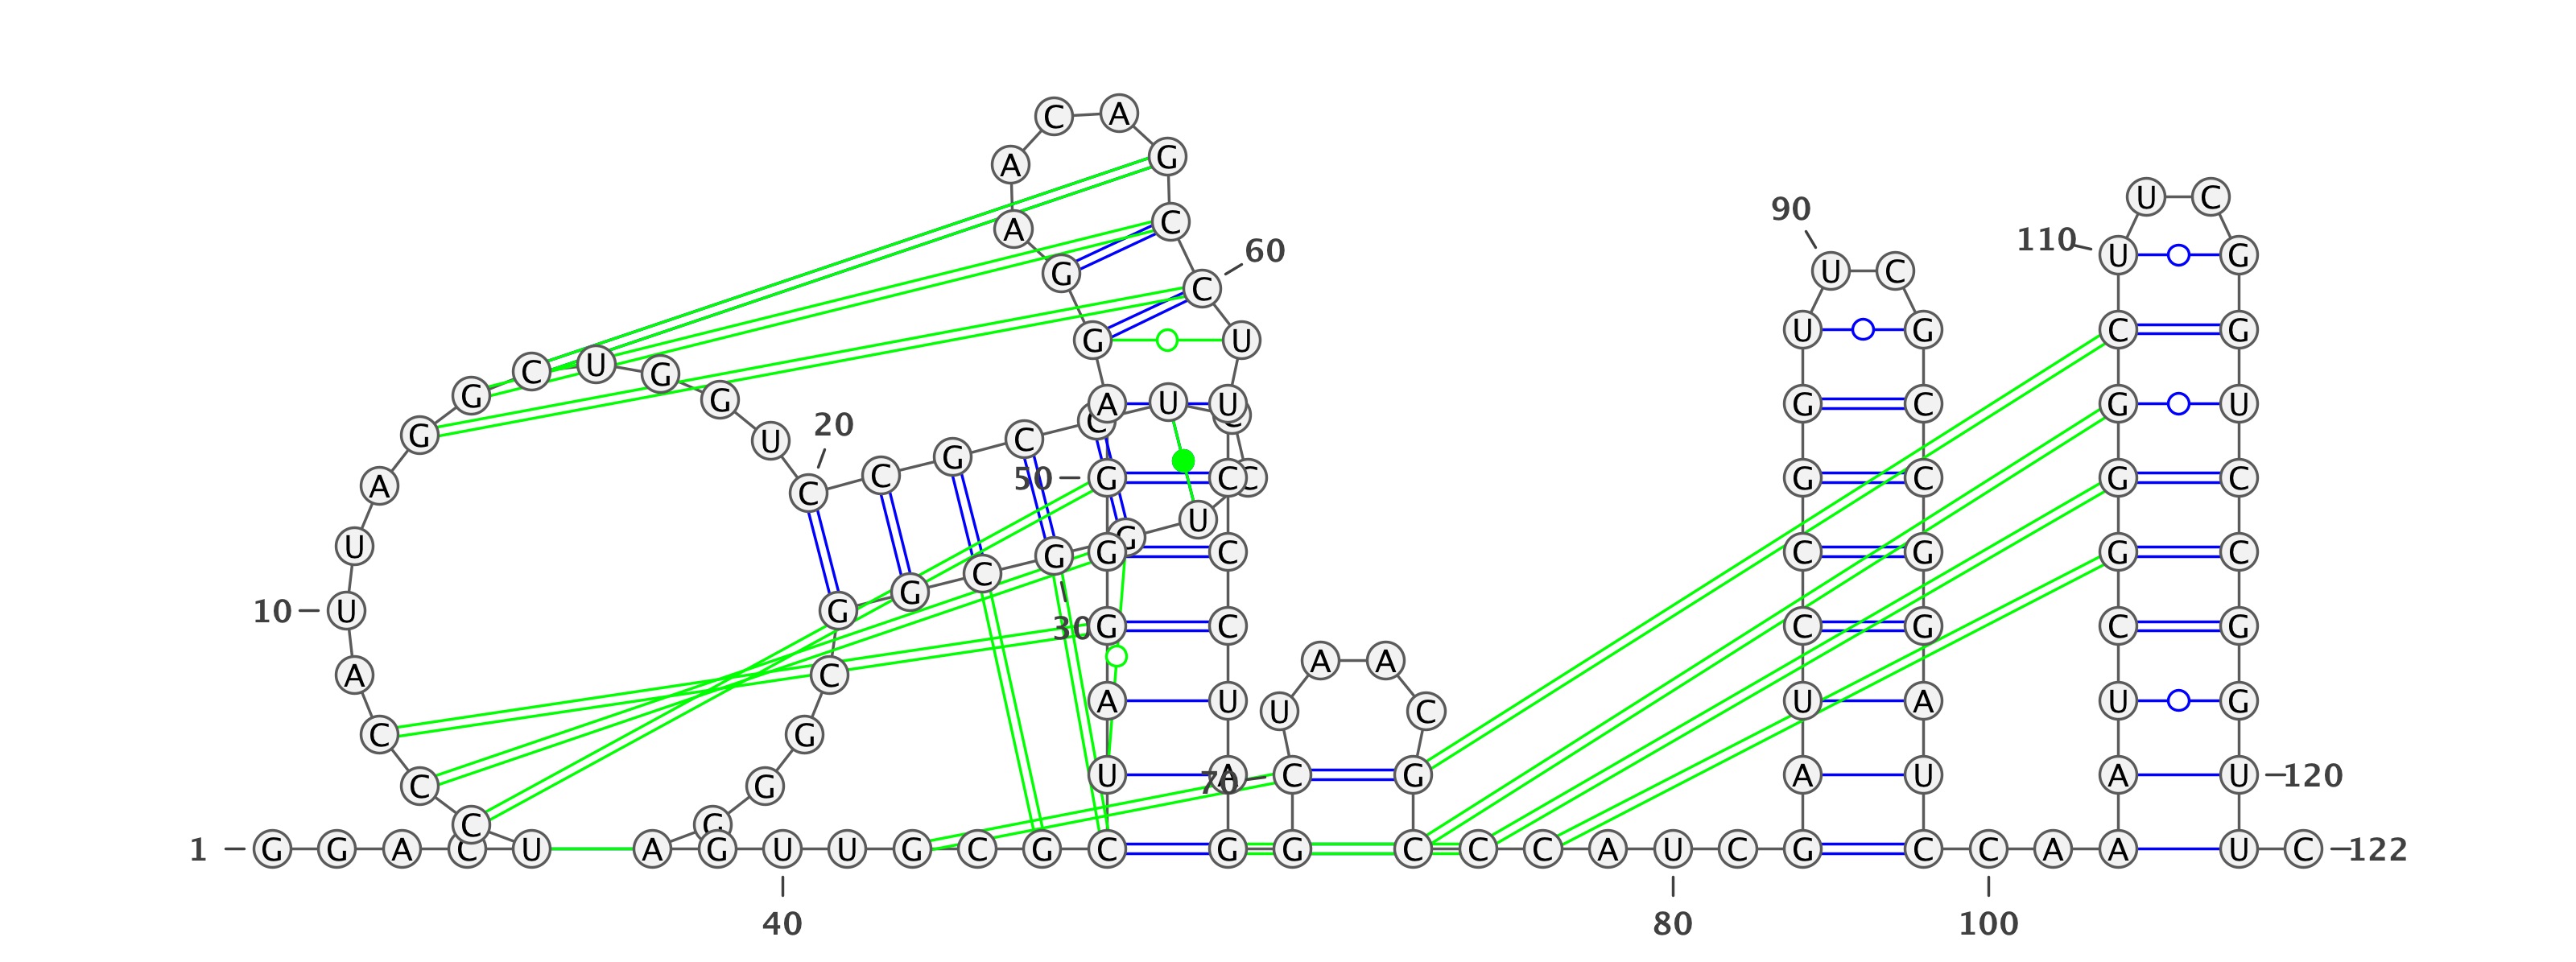 C A
A G
U C
90
A C
110 U G
60
G C U C
G U U G C G
C U G
G G A U U G C G U
20 C C
G U C
C G
50 G C C G C G C
A C
U
U G
G G C G C C G G C
C
G
10 U G
30 G C C G C G
A C A A
C A U U C U A U G
G
U A 70 C G A U A U 120
C G
C G
1 G G A C U A G U U G C G C G G C C C A U C G C C A A U C 122
40 80 100